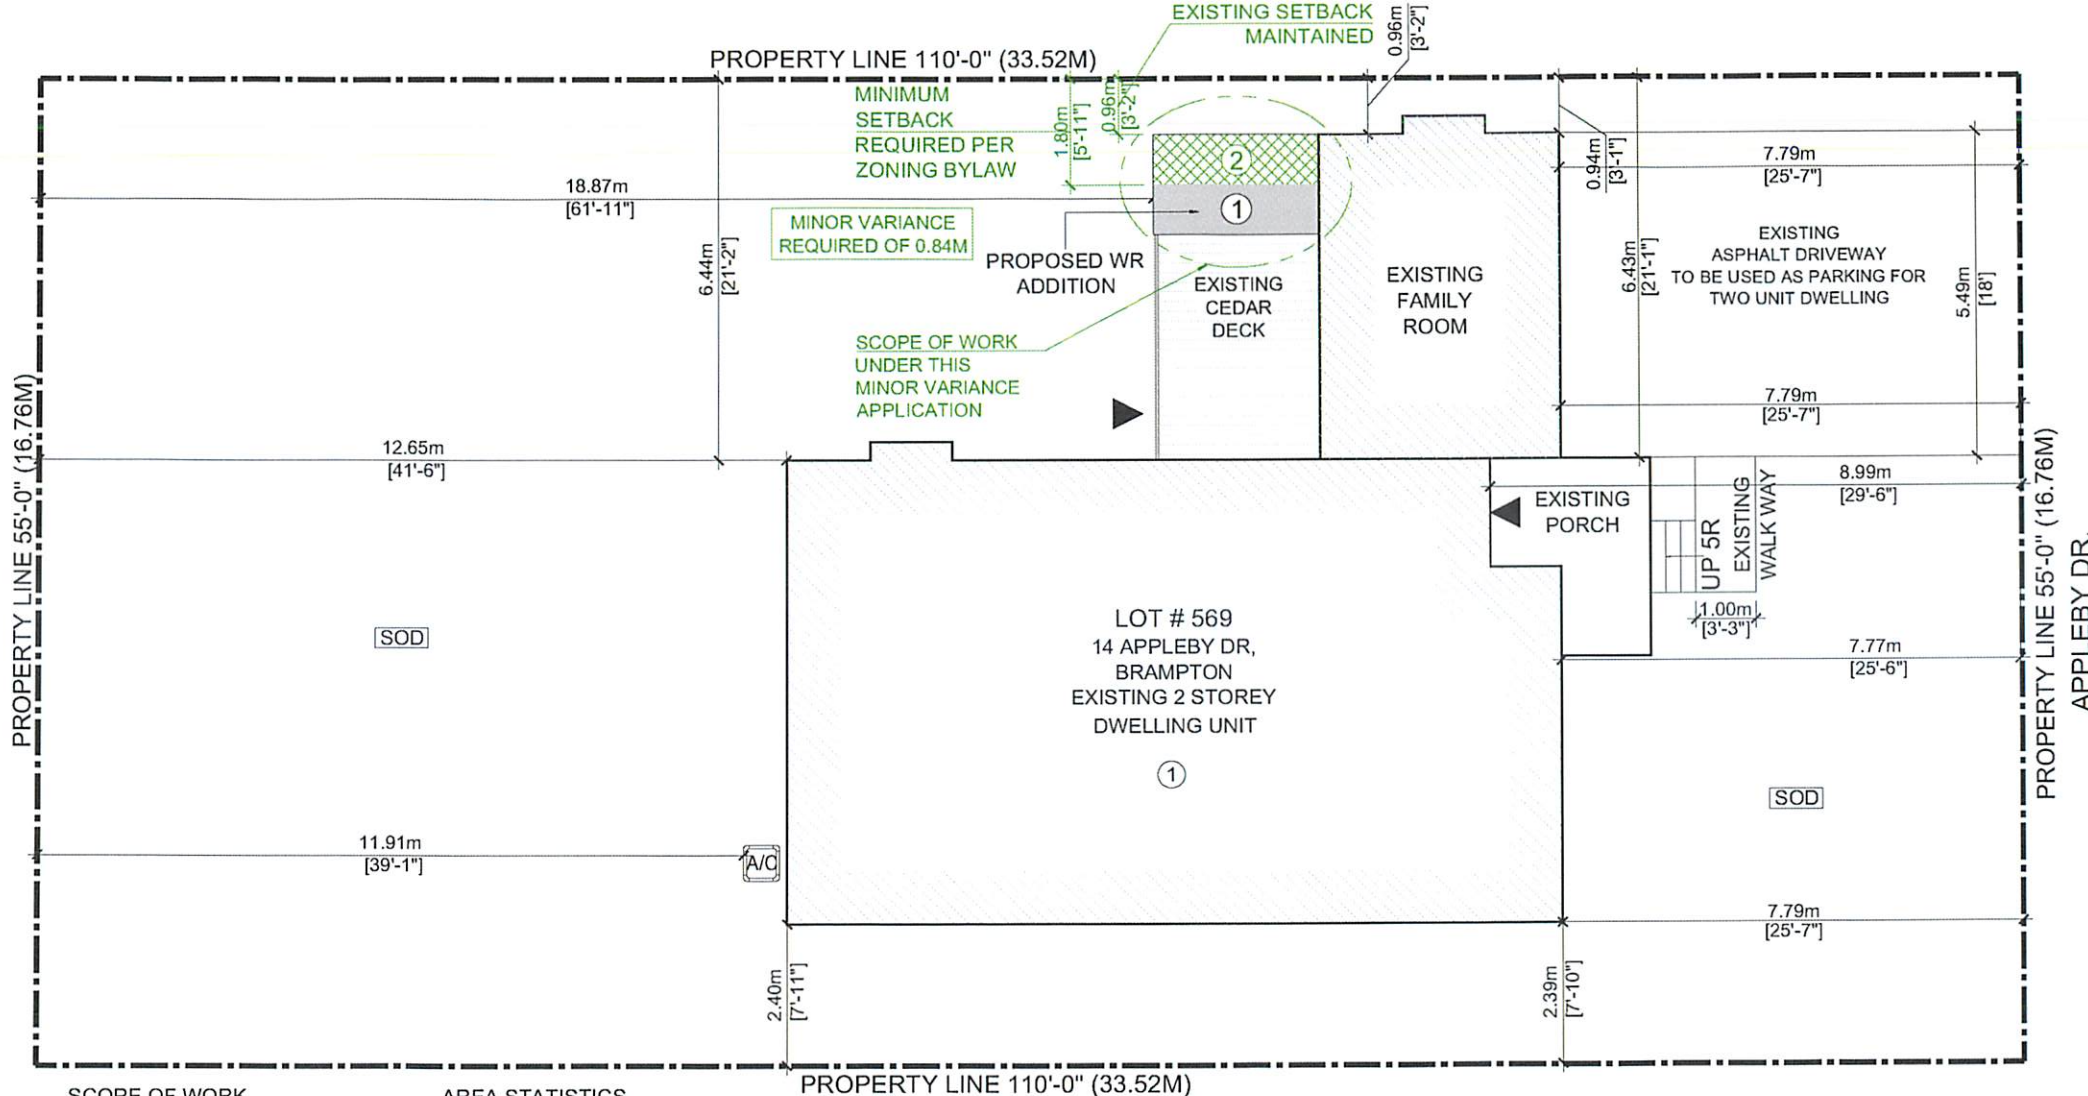 EXISTING SETBACK
MAINTAINED
0.96m
[3'-2"]
PROPERTY LINE 110'-0" (33.52M)
MINIMUM
SETBACK
REQUIRED PER
ZONING BYLAW
1.80m
[5'-11"]
0.96m
[3'-2"]
2
1
0.94m
[3'-1"]
7.79m
[25'-7"]
18.87m
[61'-11"]
MINOR VARIANCE
REQUIRED OF 0.84M
6.44m
[21'-2"]
PROPOSED WR
ADDITION
EXISTING
CEDAR
DECK
EXISTING
FAMILY
ROOM
6.43m
[21'-1"]
EXISTING
ASPHALT DRIVEWAY
TO BE USED AS PARKING FOR
TWO UNIT DWELLING
5.49m
[18']
SCOPE OF WORK
UNDER THIS
MINOR VARIANCE
APPLICATION
7.79m
[25'-7"]
PROPERTY LINE 55'-0" (16.76M)
12.65m
[41'-6"]
EXISTING
PORCH
UP 5R
EXISTING
WALK WAY
8.99m
[29'-6"]
PROPERTY LINE 55'-0" (16.76M)
APPLEBY DR.
1.00m
[3'-3"]
SOD
LOT # 569
14 APPLEBY DR,
BRAMPTON
EXISTING 2 STOREY
DWELLING UNIT
1
7.77m
[25'-6"]
SOD
11.91m
[39'-1"]
A/C
7.79m
[25'-7"]
2.40m
[7'-11"]
2.39m
[7'-10"]
PROPERTY LINE 110'-0" (33.52M)
SCOPE OF WORK
AREA STATISTICS